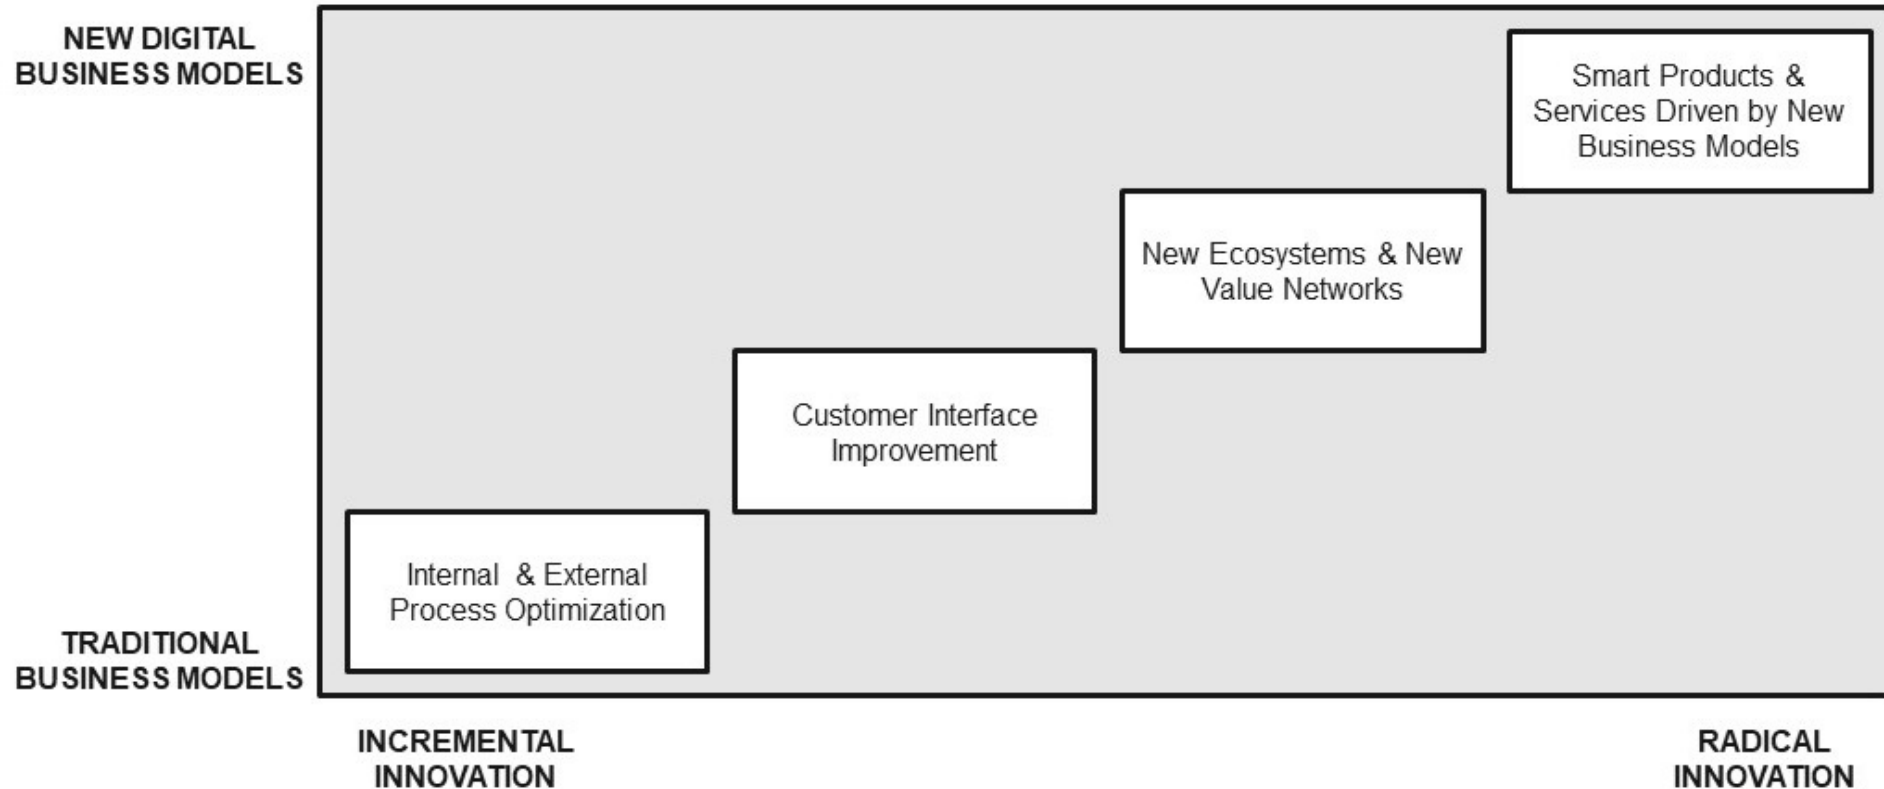 NEW DIGITAL
BUSINESS MODELS
Smart Products &
Services Driven by New
Business Models
New Ecosystems & New
Value Networks
Customer Interface
Improvement
Internal & External
Process Optimization
TRADITIONAL
BUSINESS MODELS
INCREMENTAL
INNOVATION
RADICAL
INNOVATION